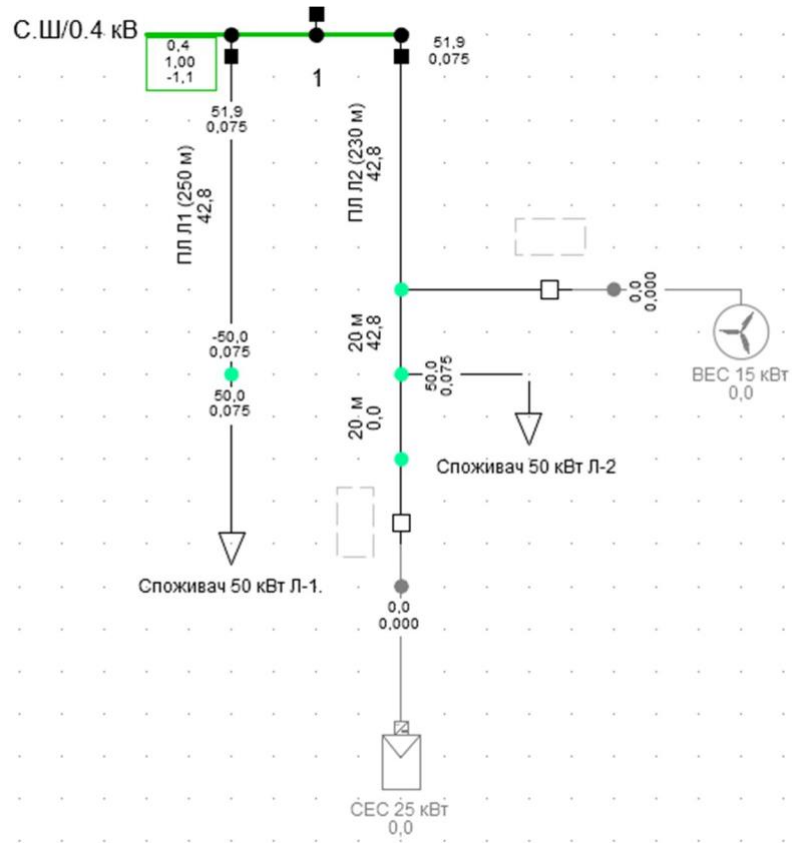 С.Ш/0.4 кВ
0,4
1,00
-1,1
1
51,9
0,075
51,9
0,075
ПЛ Л1 (250 м)
42,8
ПЛ Л2 (230 м)
42,8
0,0
0,000
ВЕС 15 кВт
0,0
20 м
42,8
-50,0
0,075
50,0
0,075
50,0
0,075
20 м
0,0
Споживач 50 кВт Л-2
Споживач 50 кВт Л-1.
0,0
0,000
СЕС 25 кВт
0,0